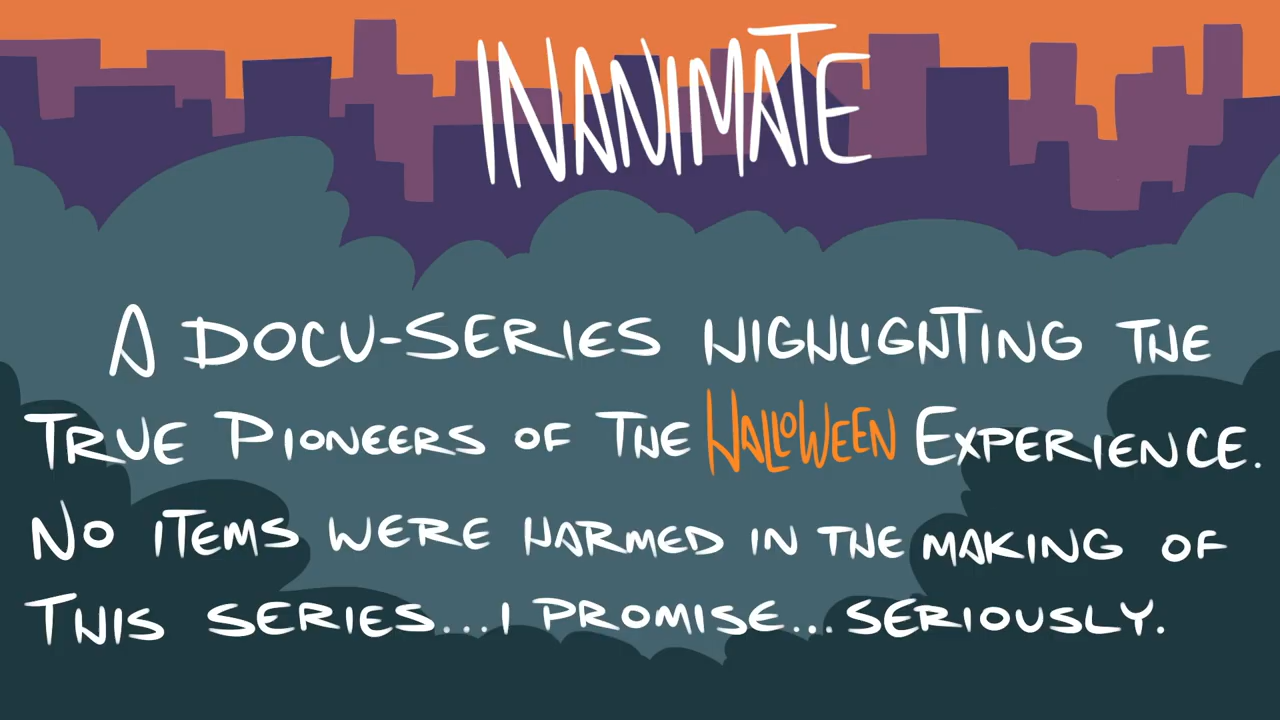 INANIMATE
A DOCU-SERIES HIGHLIGHTING THE
TRUE PIONEERS OF THE HALLOWEEN EXPERIENCE.
NO ITEMS WERE HARMED IN THE MAKING OF
THIS SERIES...I PROMISE...SERIOUSLY.